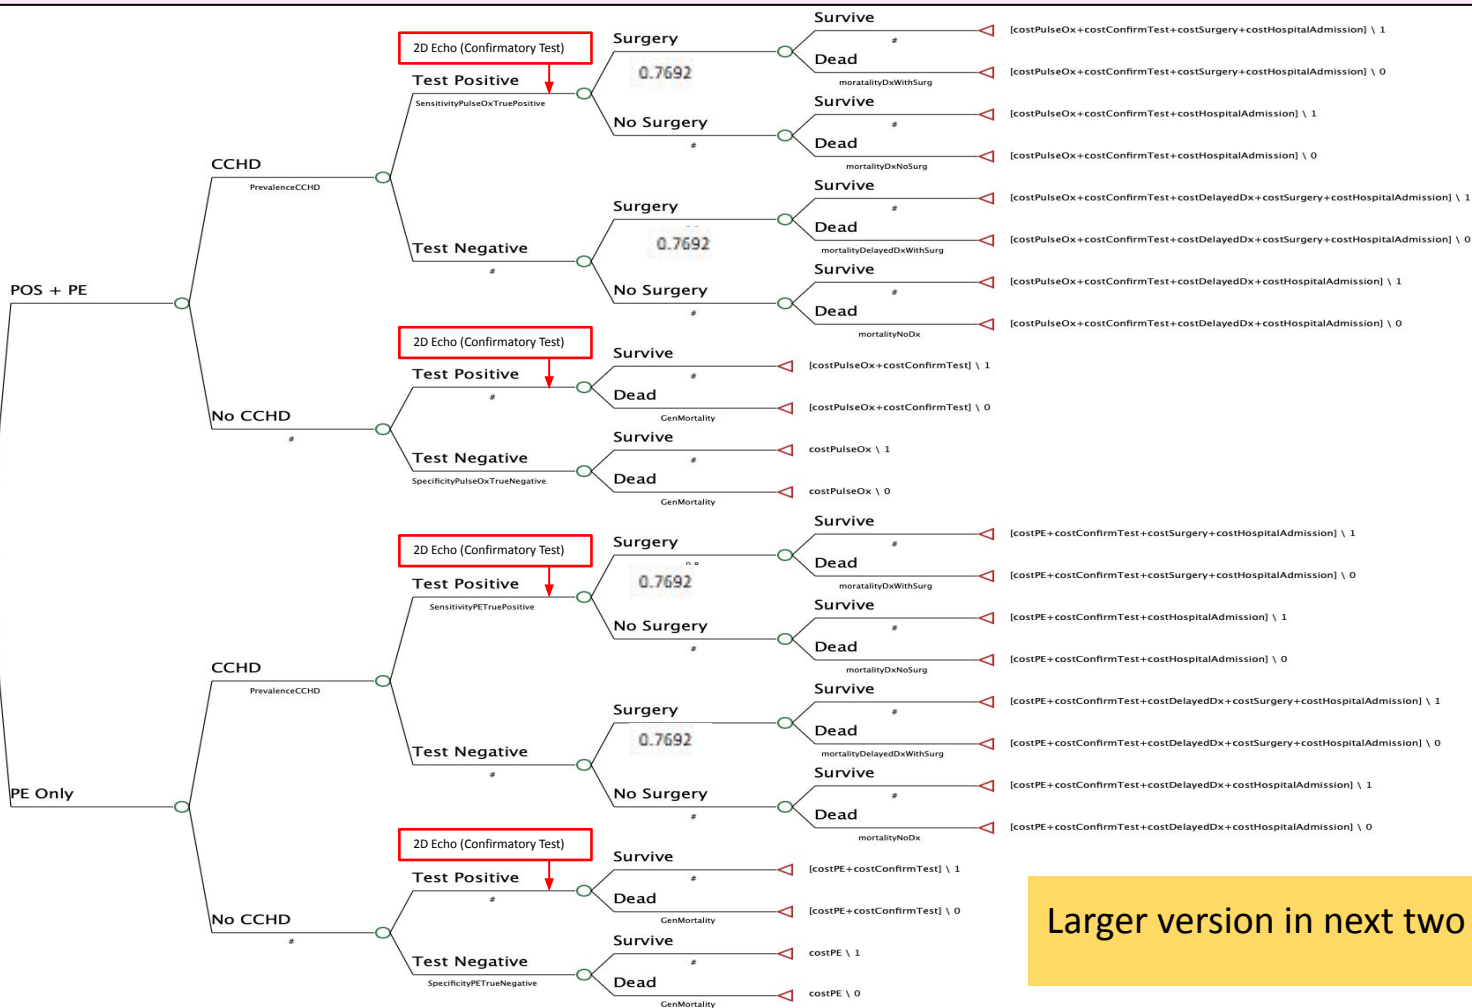 Survive
#
[costPulseOx+costConfirmTest+costSurgery+costHospitalAdmission] \ 1
2D Echo (Confirmatory Test)
Surgery
0.7692
Dead
moratalityDxWithSurg
[costPulseOx+costConfirmTest+costSurgery+costHospitalAdmission] \ 0
Test Positive
SensitivityPulseOxTruePositive
Survive
#
[costPulseOx+costConfirmTest+costHospitalAdmission] \ 1
No Surgery
#
Dead
mortalityDxNoSurg
[costPulseOx+costConfirmTest+costHospitalAdmission] \ 0
CCHD
PrevalenceCCHD
Survive
#
[costPulseOx+costConfirmTest+costDelayedDx+costSurgery+costHospitalAdmission] \ 1
Surgery
0.7692
Dead
mortalityDelayedDxWithSurg
[costPulseOx+costConfirmTest+costDelayedDx+costSurgery+costHospitalAdmission] \ 0
Test Negative
#
Survive
#
[costPulseOx+costConfirmTest+costDelayedDx+costHospitalAdmission] \ 1
No Surgery
#
Dead
mortalityNoDx
[costPulseOx+costConfirmTest+costDelayedDx+costHospitalAdmission] \ 0
POS + PE
2D Echo (Confirmatory Test)
Survive
#
[costPulseOx+costConfirmTest] \ 1
Test Positive
#
Dead
GenMortality
[costPulseOx+costConfirmTest] \ 0
No CCHD
#
Survive
#
costPulseOx \ 1
Test Negative
SpecificityPulseOxTrueNegative
Dead
GenMortality
costPulseOx \ 0
Survive
#
[costPE+costConfirmTest+costSurgery+costHospitalAdmission] \ 1
2D Echo (Confirmatory Test)
Surgery
0.7692
Dead
moratalityDxWithSurg
[costPE+costConfirmTest+costSurgery+costHospitalAdmission] \ 0
Test Positive
SensitivityPETruePositive
Survive
#
[costPE+costConfirmTest+costHospitalAdmission] \ 1
No Surgery
#
Dead
mortalityDxNoSurg
[costPE+costConfirmTest+costHospitalAdmission] \ 0
CCHD
PrevalenceCCHD
Survive
#
[costPE+costConfirmTest+costDelayedDx+costSurgery+costHospitalAdmission] \ 1
Surgery
0.7692
Dead
mortalityDelayedDxWithSurg
[costPE+costConfirmTest+costDelayedDx+costSurgery+costHospitalAdmission] \ 0
Test Negative
#
Survive
#
[costPE+costConfirmTest+costDelayedDx+costHospitalAdmission] \ 1
No Surgery
#
Dead
mortalityNoDx
[costPE+costConfirmTest+costDelayedDx+costHospitalAdmission] \ 0
PE Only
2D Echo (Confirmatory Test)
Survive
#
[costPE+costConfirmTest] \ 1
Test Positive
#
Dead
GenMortality
[costPE+costConfirmTest] \ 0
No CCHD
#
Survive
#
costPE \ 1
Test Negative
SpecificityPETrueNegative
Dead
GenMortality
costPE \ 0
Larger version in next two